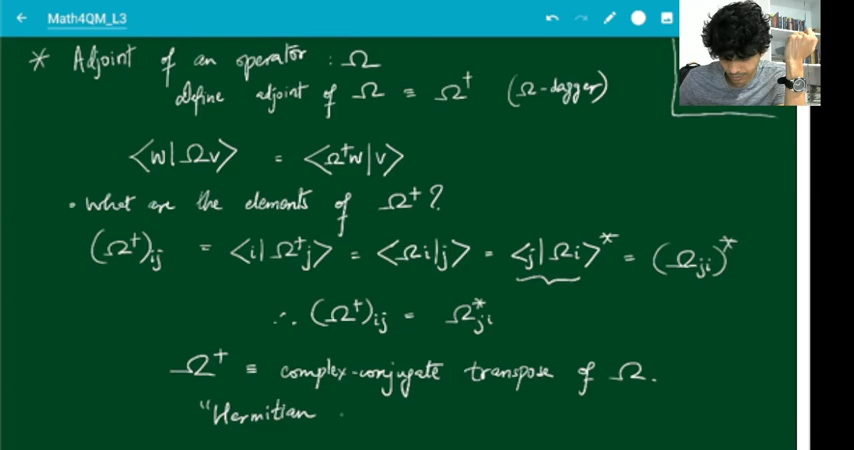 Math4QM_L3
* Adjoint of an operator : Ω
Define adjoint of Ω ≡ Ω† (Ω-dagger)
⟨w|Ωv⟩ = ⟨Ω†w|v⟩
• What are the elements of Ω†?
(Ω†)ij = ⟨i|Ω†j⟩ = ⟨Ωi|j⟩ = ⟨j|Ωi⟩* = (Ωji)*
∴ (Ω†)ij = Ω*ji
Ω† ≡ complex-conjugate transpose of Ω.
"Hermitian